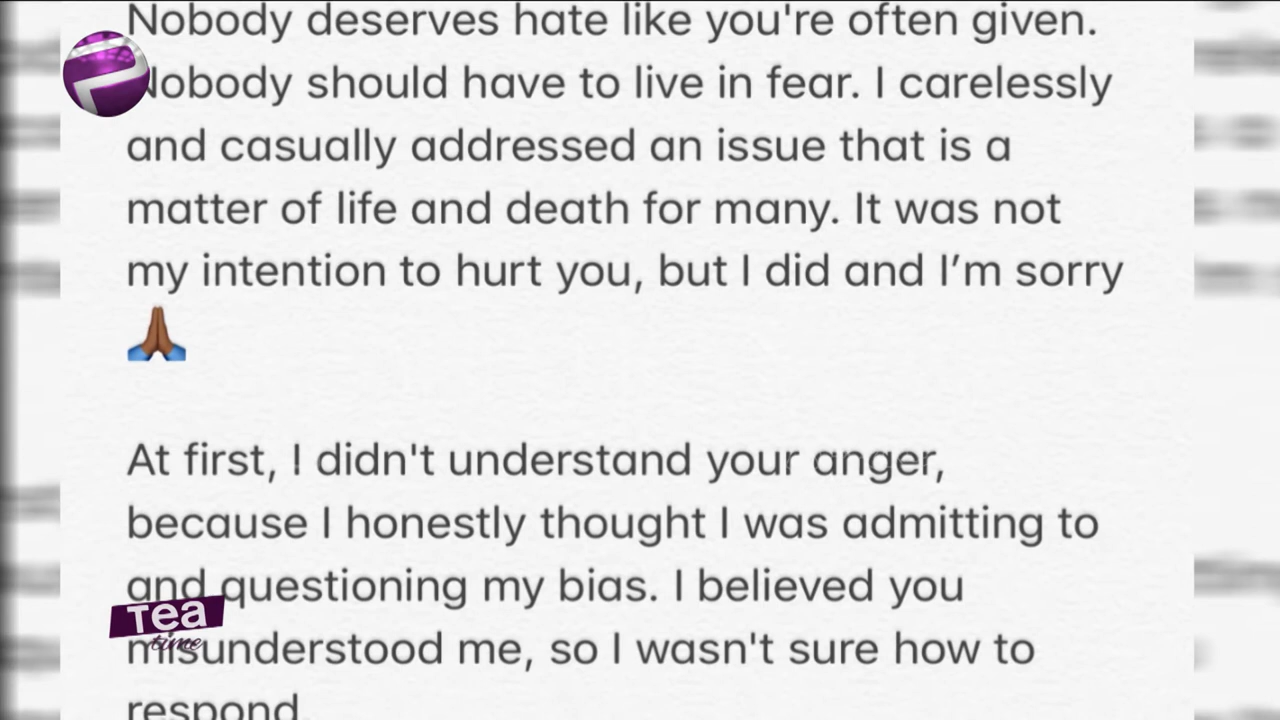 Nobody deserves hate like you're often given.
Nobody should have to live in fear. I carelessly
and casually addressed an issue that is a
matter of life and death for many. It was not
my intention to hurt you, but I did and I’m sorry
🙏🏾
At first, I didn't understand your anger,
because I honestly thought I was admitting to
and questioning my bias. I believed you
Tea
time
misunderstood me, so I wasn't sure how to
respond.